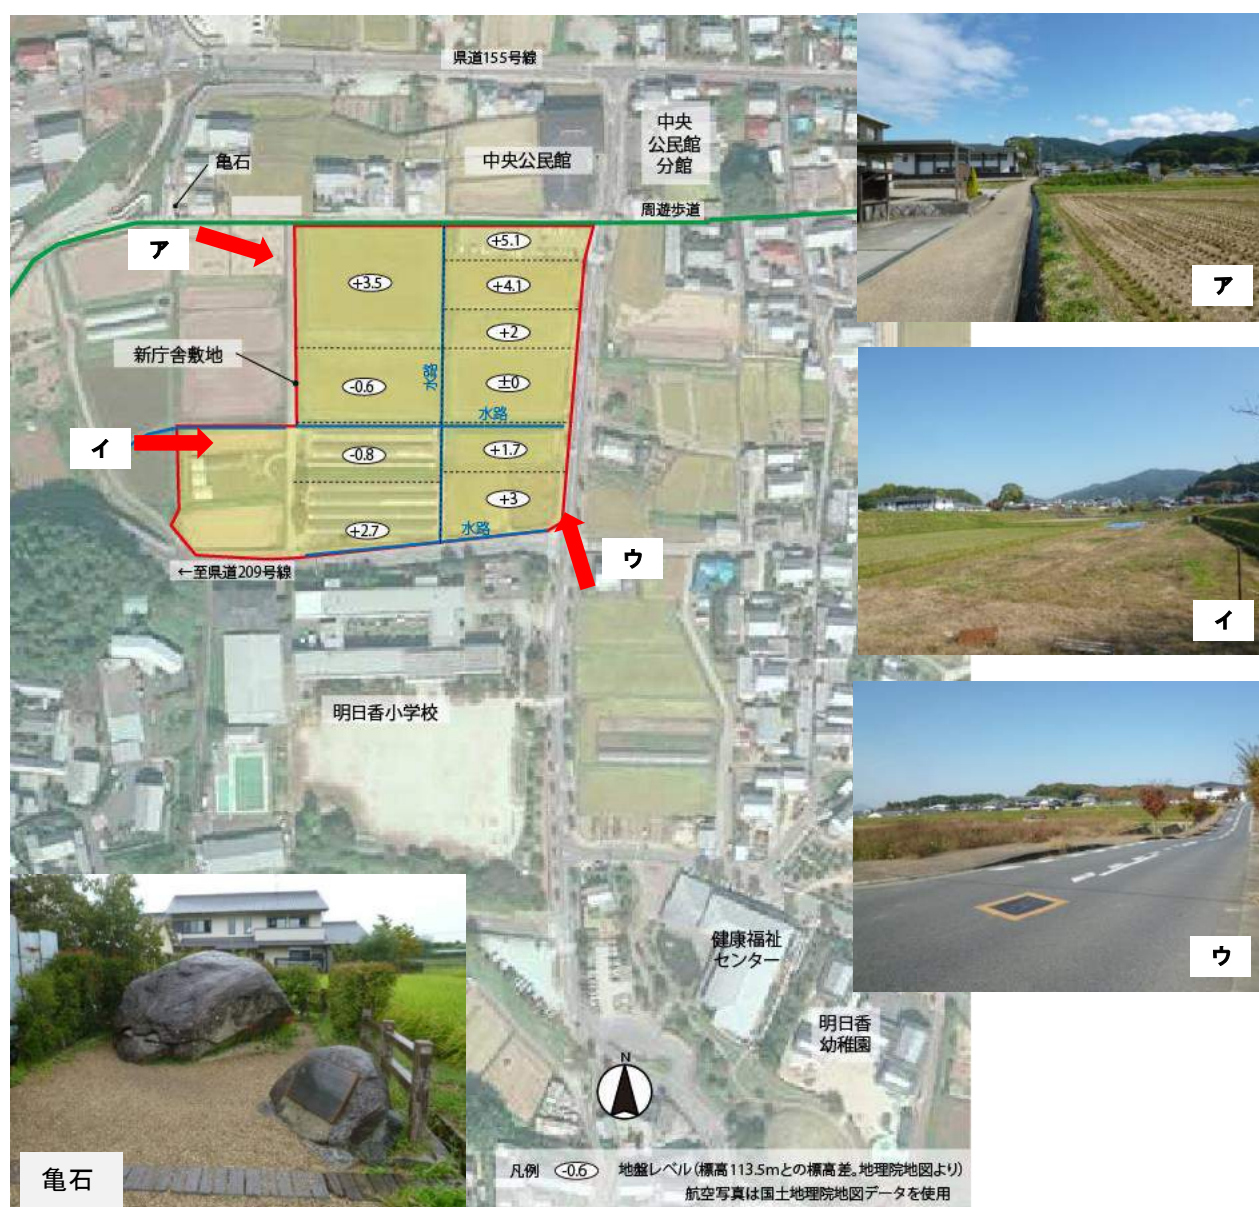 県道155号線
中央
公民館
分館
中央公民館
亀石
周遊歩道
ア
ア
+5.1
+3.5
+4.1
+2
新庁舎敷地
水路
-0.6
±0
水路
イ
-0.8
+1.7
+3
+2.7
水路
ウ
←至県道209号線
イ
明日香小学校
ウ
健康福祉
センター
明日香
幼稚園
N
亀石
凡例 -0.6 地盤レベル(標高113.5mとの標高差。地理院地図より)
航空写真は国土地理院地図データを使用